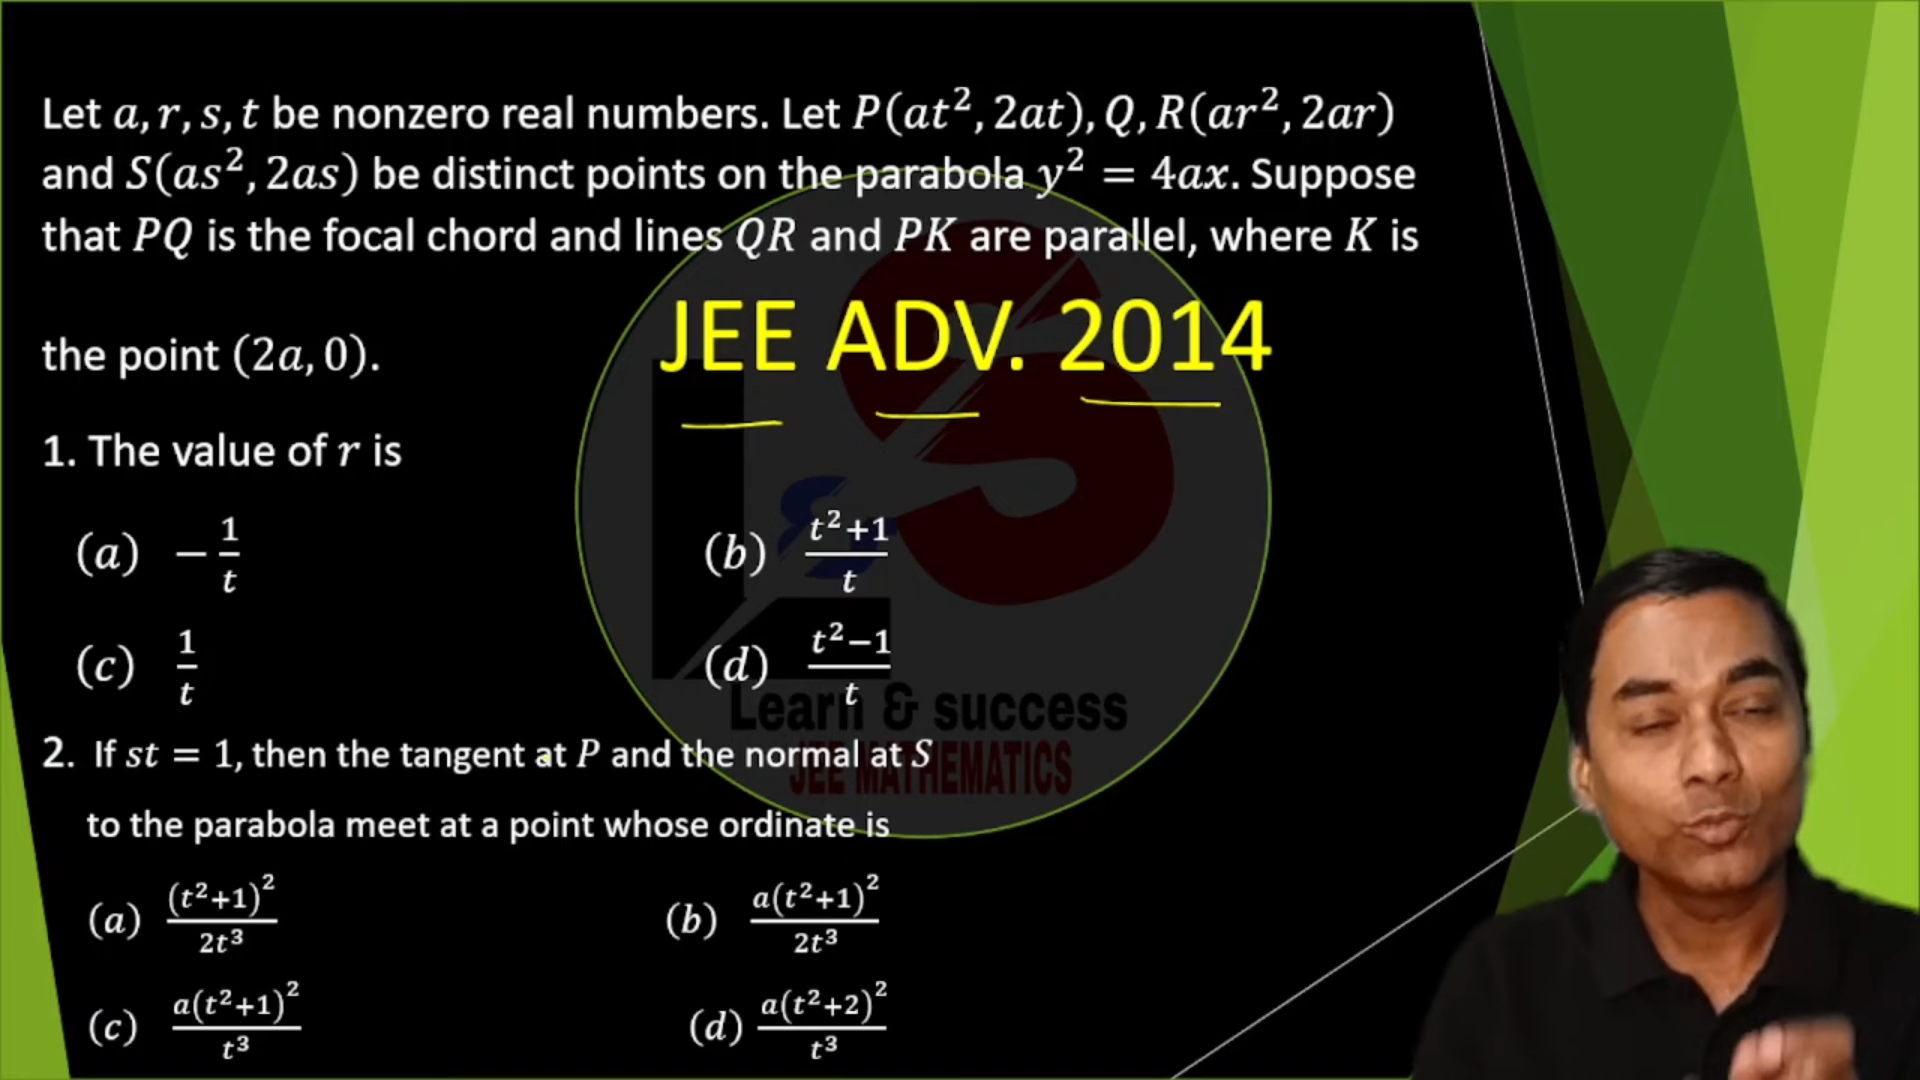 Let a, r, s, t be nonzero real numbers. Let P(at², 2at), Q, R(ar², 2ar)
and S(as², 2as) be distinct points on the parabola y² = 4ax. Suppose
that PQ is the focal chord and lines QR and PK are parallel, where K is
the point (2a, 0).
JEE ADV. 2014
1. The value of r is
(a) −1/t (b) (t²+1)/t
(c) 1/t (d) (t²−1)/t
Learn & success
2. If st = 1, then the tangent at P and the normal at S
JEE MATHEMATICS
to the parabola meet at a point whose ordinate is
(a) (t²+1)²/2t³ (b) a(t²+1)²/2t³
(c) a(t²+1)²/t³ (d) a(t²+2)²/t³